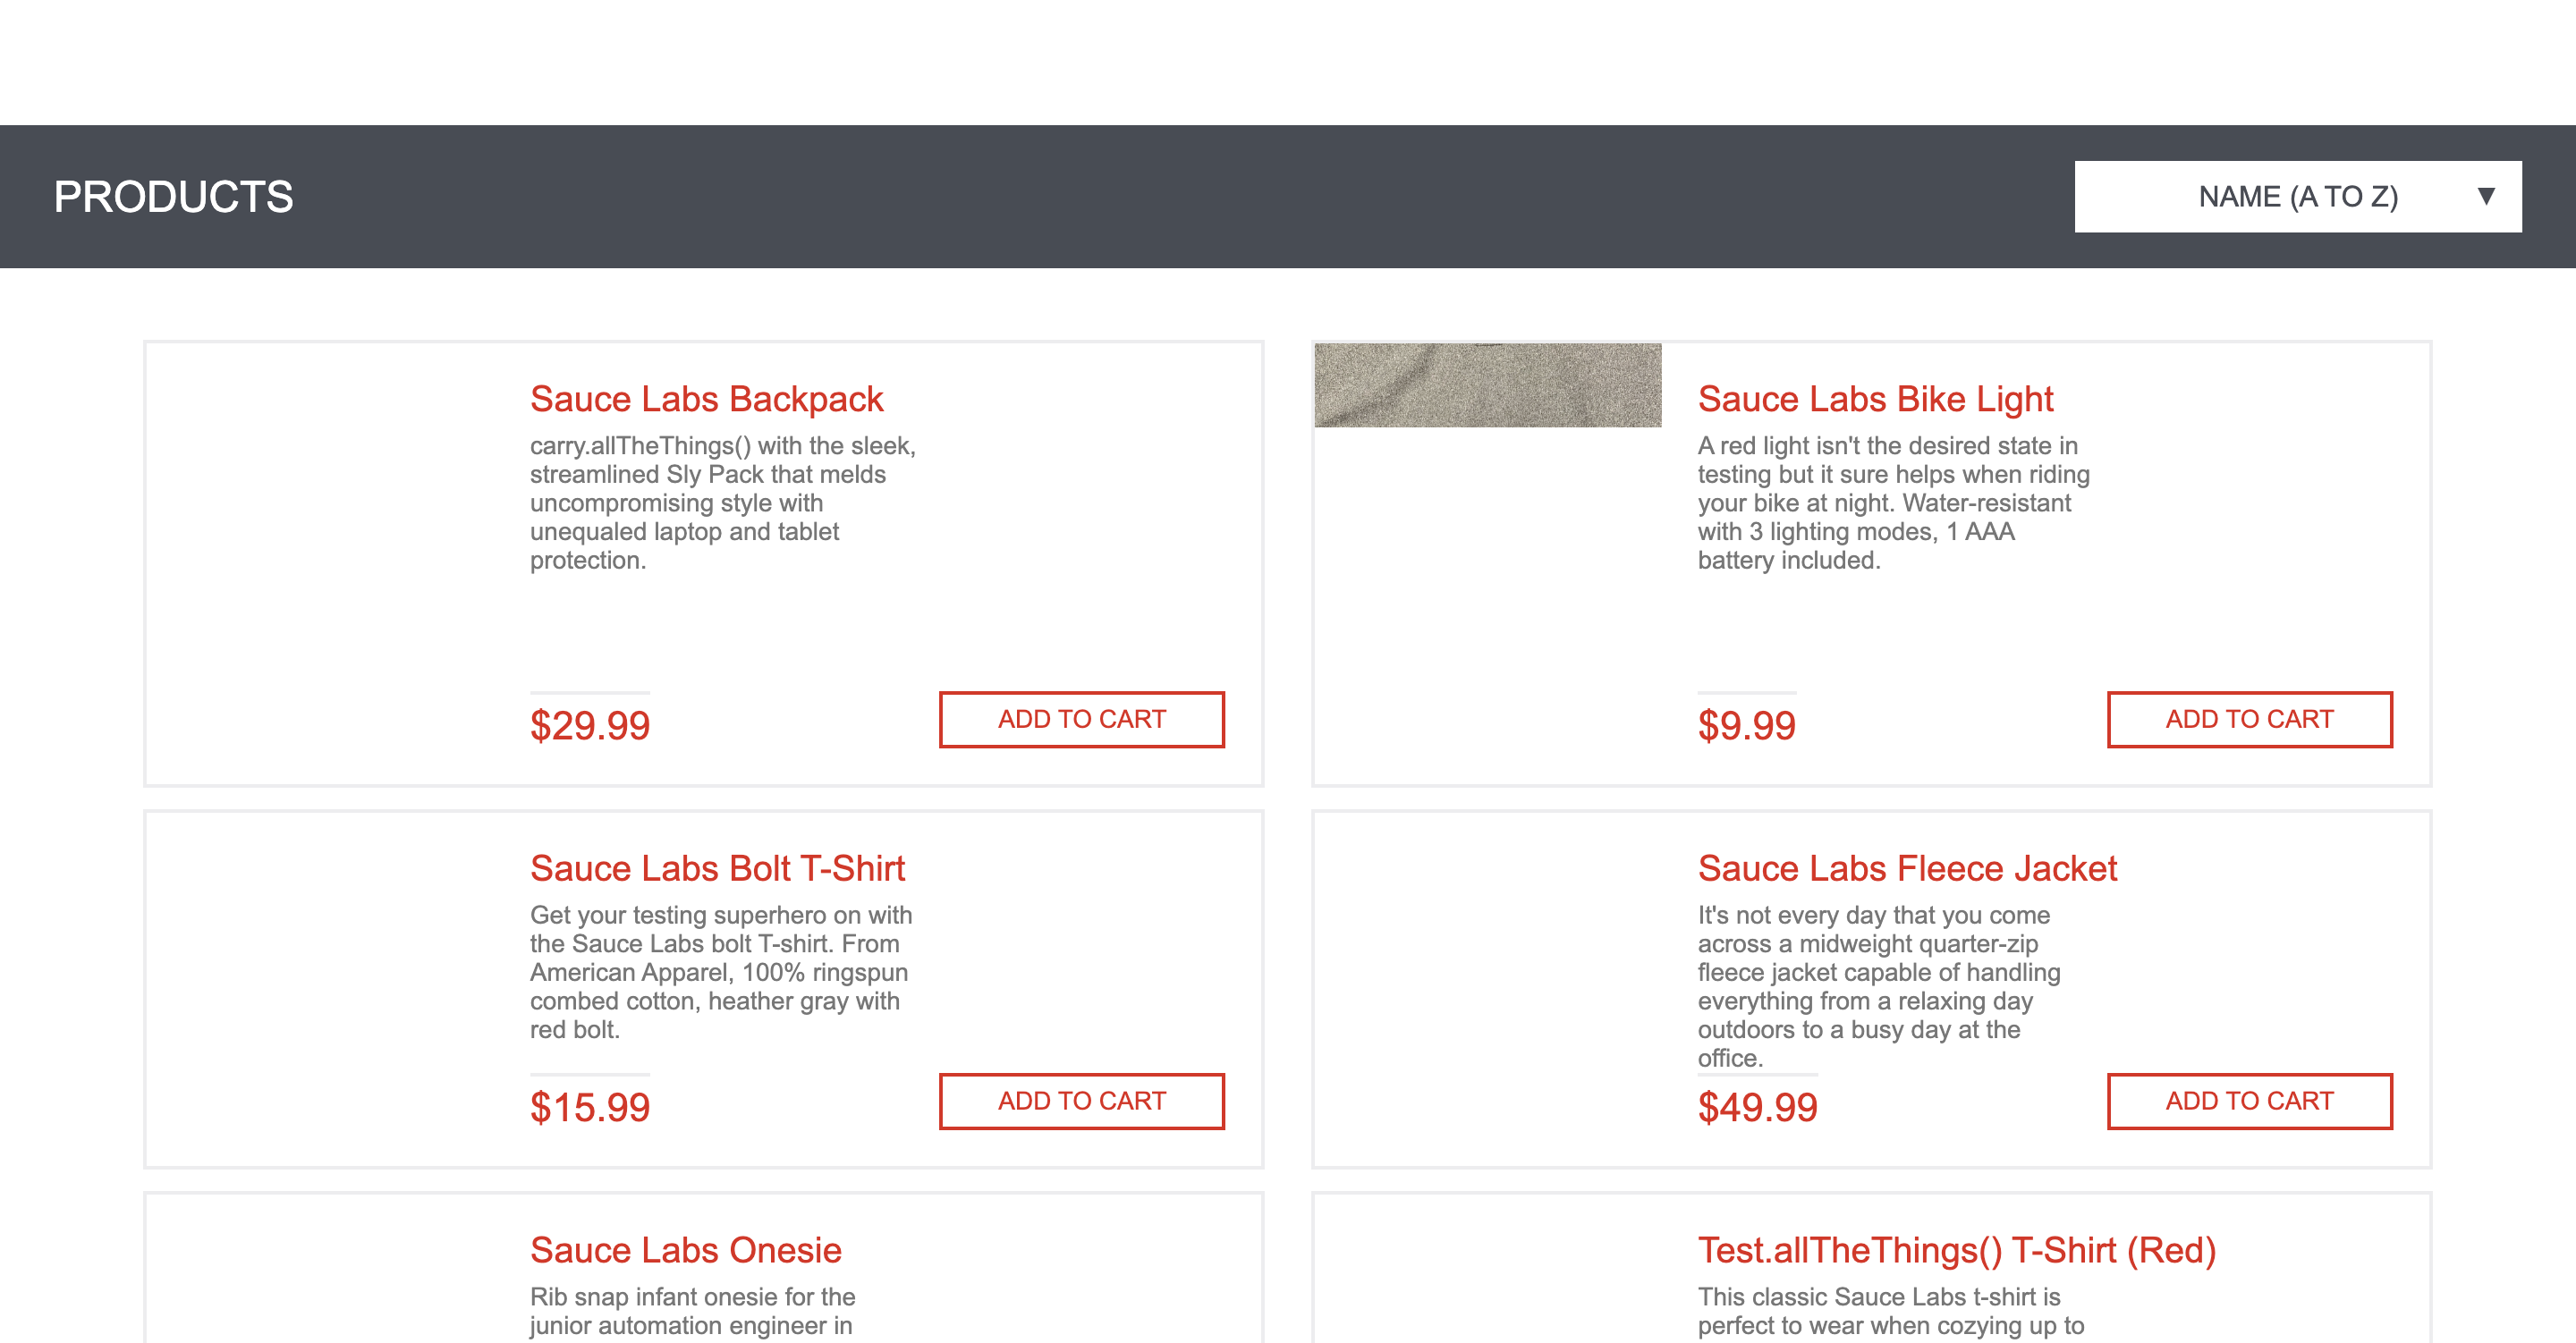 PRODUCTS
NAME (A TO Z) ▼
Sauce Labs Backpack
carry.allTheThings() with the sleek,
streamlined Sly Pack that melds
uncompromising style with
unequaled laptop and tablet
protection.
$29.99
ADD TO CART
Sauce Labs Bike Light
A red light isn't the desired state in
testing but it sure helps when riding
your bike at night. Water-resistant
with 3 lighting modes, 1 AAA
battery included.
$9.99
ADD TO CART
Sauce Labs Bolt T-Shirt
Get your testing superhero on with
the Sauce Labs bolt T-shirt. From
American Apparel, 100% ringspun
combed cotton, heather gray with
red bolt.
$15.99
ADD TO CART
Sauce Labs Fleece Jacket
It's not every day that you come
across a midweight quarter-zip
fleece jacket capable of handling
everything from a relaxing day
outdoors to a busy day at the
office.
$49.99
ADD TO CART
Sauce Labs Onesie
Rib snap infant onesie for the
junior automation engineer in
Test.allTheThings() T-Shirt (Red)
This classic Sauce Labs t-shirt is
perfect to wear when cozying up to